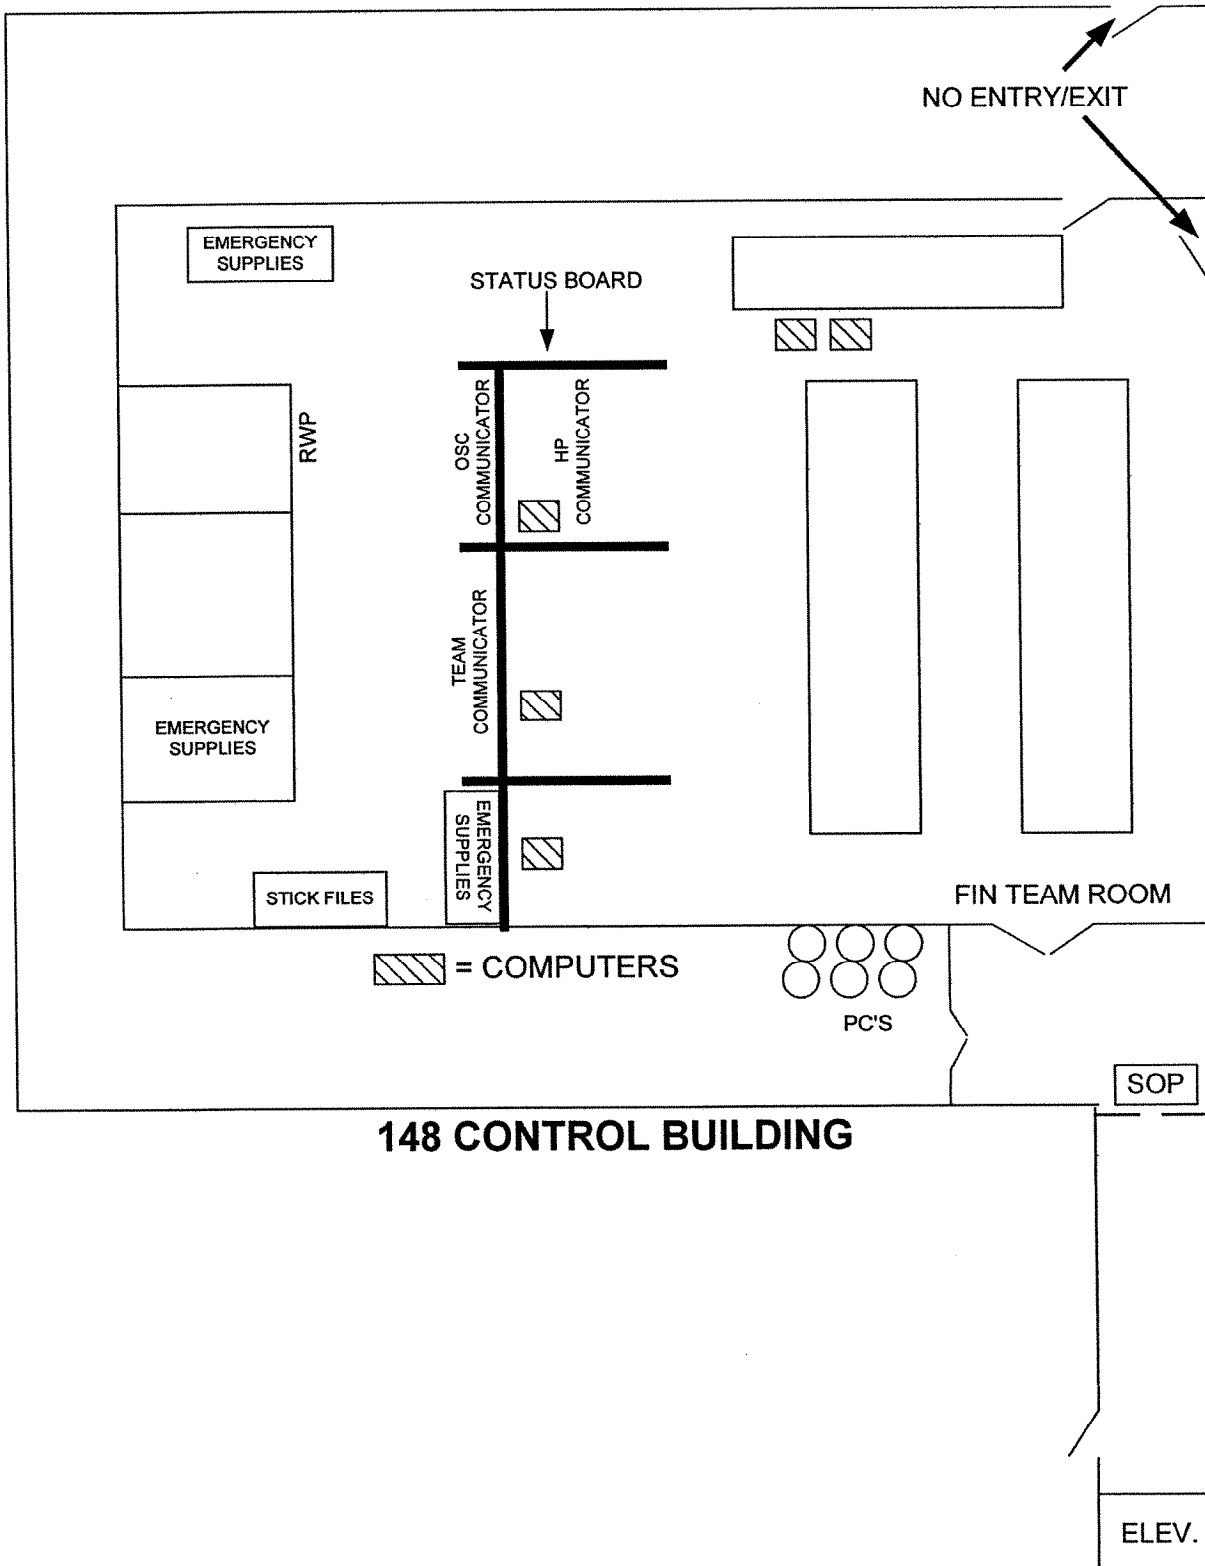 NO ENTRY/EXIT
EMERGENCY
SUPPLIES
STATUS BOARD
RWP
OSC
COMMUNICATOR
HP
COMMUNICATOR
TEAM
COMMUNICATOR
EMERGENCY
SUPPLIES
EMERGENCY
SUPPLIES
STICK FILES
FIN TEAM ROOM
= COMPUTERS
PC'S
SOP
148 CONTROL BUILDING
ELEV.